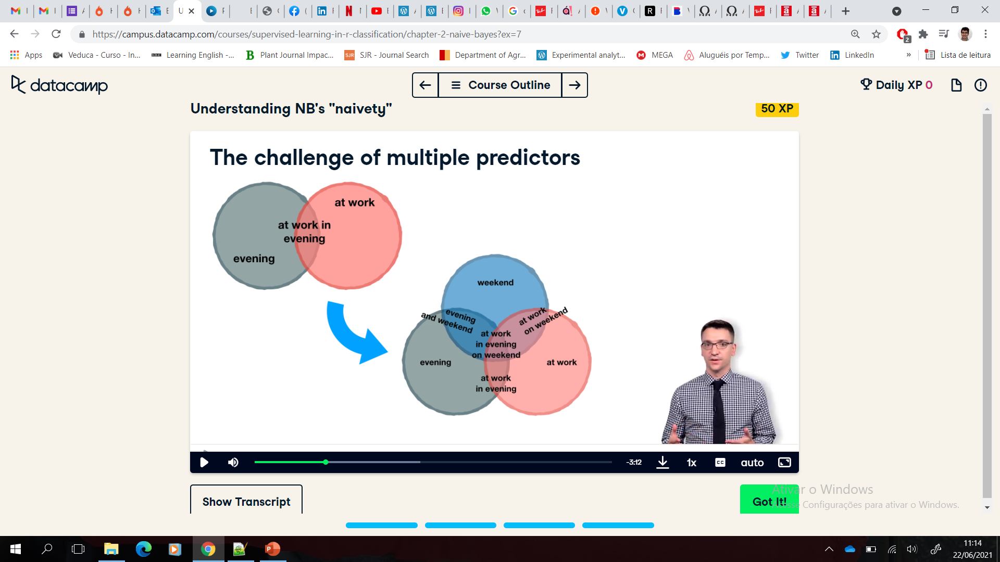 https://campus.datacamp.com/courses/supervised-learning-in-r-classification/chapter-2-naive-bayes?ex=7
2
Apps
Veduca - Curso - In...
Learning English -...
Plant Journal Impac...
SJR - Journal Search
Department of Agr...
Experimental analyt...
MEGA
Aluguéis por Temp...
Twitter
LinkedIn
»
Lista de leitura
datacamp
Course Outline
Daily XP 0
Understanding NB's "naivety"
50 XP
The challenge of multiple predictors
at work
at work in
evening
evening
weekend
evening
and weekend
at work
on weekend
at work
in evening
on weekend
evening
at work
at work
in evening
-3:12
1x
CC
auto
Show Transcript
Got It!
Ativar o Windows
Acesse Configurações para ativar o Windows.
11:14
22/06/2021